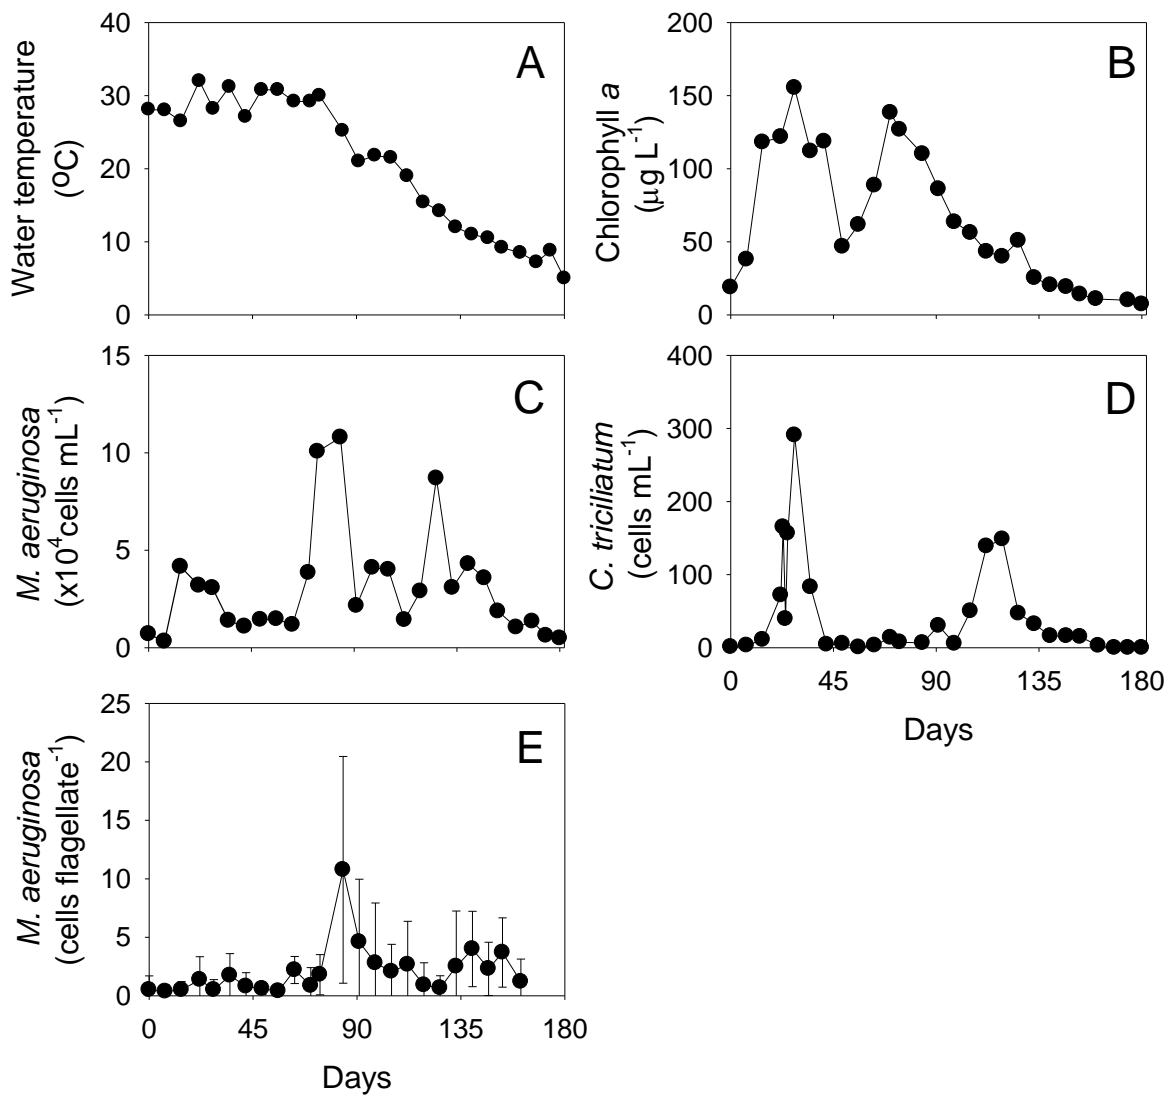 Water temperature
(ºC)
40
30
20
10
0
A
Chlorophyll a
(μg L-1)
200
150
100
50
0
B
M. aeruginosa
(x104cells mL-1)
15
10
5
0
C
C. triciliatum
(cells mL-1)
400
300
200
100
0
D
0 45 90 135 180
Days
M. aeruginosa
(cells flagellate-1)
25
20
15
10
5
0
E
0 45 90 135 180
Days